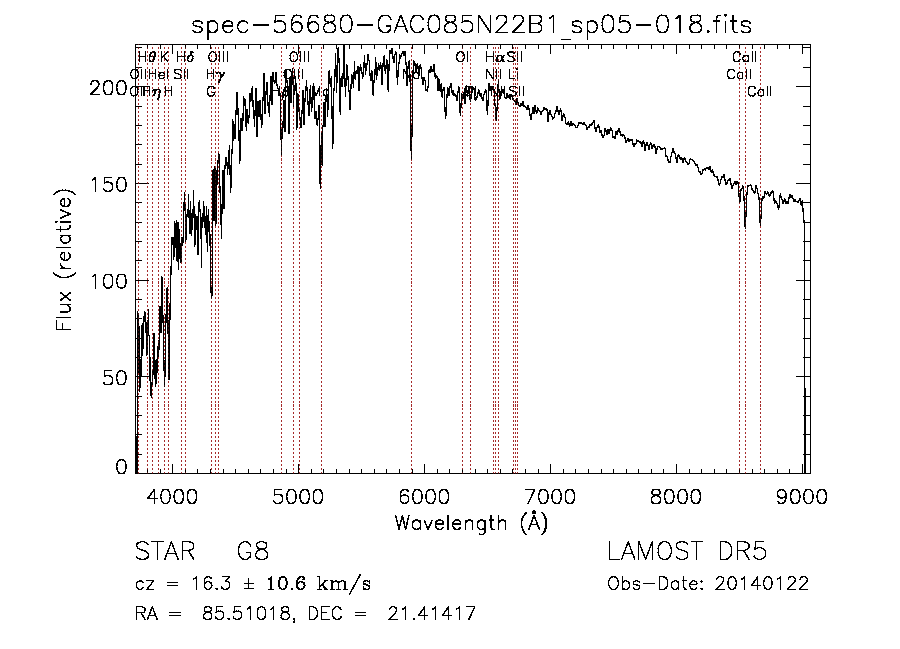 spec-56680-GAC085N22B1_sp05-018.fits
Hθ K Hδ OIII OIII OI Hα SII CaII
OII HeI SII Hγ OIII NII Li CaII
Hη H G SII CaII
200
150
100
50
0
Flux (relative)
4000 5000 6000 7000 8000 9000
Wavelength (Å)
STAR G8 LAMOST DR5
cz = 16.3 ± 10.6 km/s Obs-Date: 20140122
RA = 85.51018, DEC = 21.41417